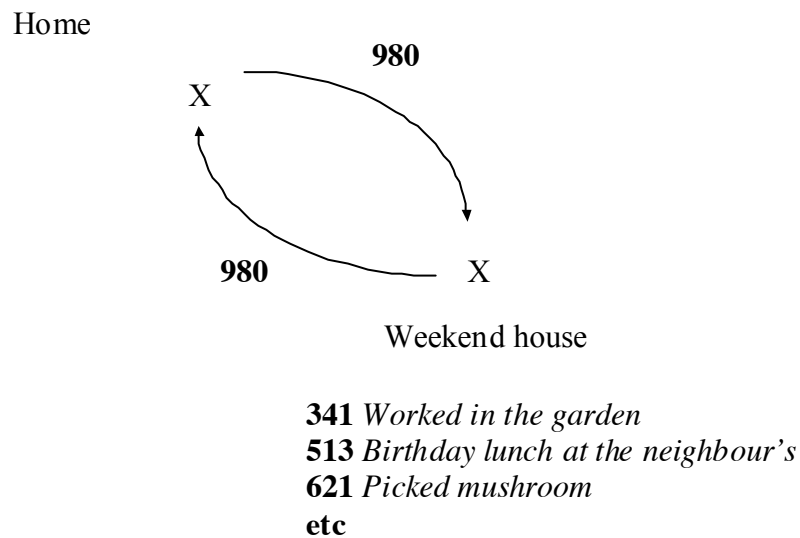 Home
980
X
980
X
Weekend house
341 Worked in the garden
513 Birthday lunch at the neighbour's
621 Picked mushroom
etc